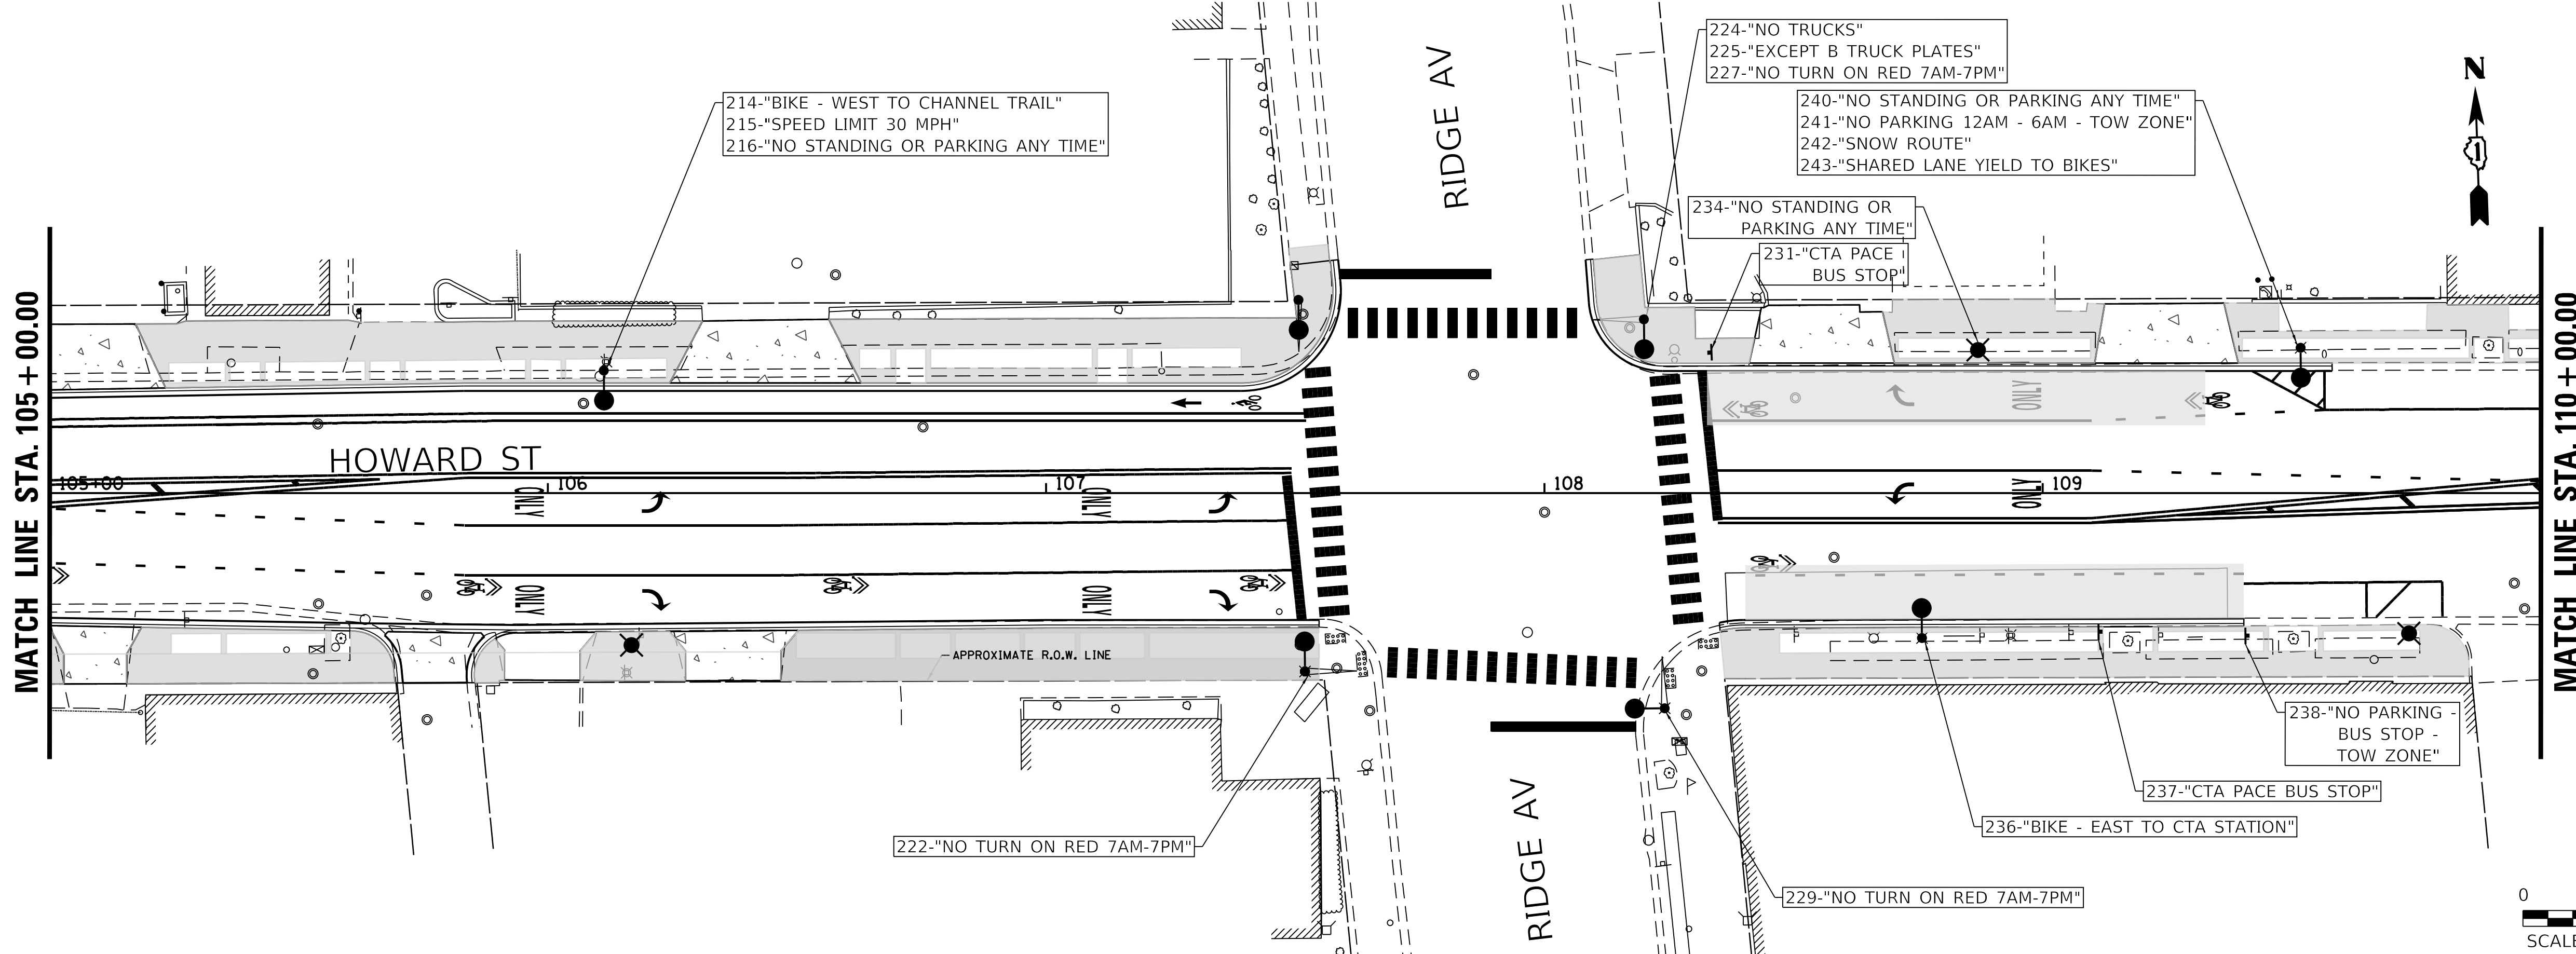 RIDGE AV
224-"NO TRUCKS"
225-"EXCEPT B TRUCK PLATES"
227-"NO TURN ON RED 7AM-7PM"
N
1
214-"BIKE - WEST TO CHANNEL TRAIL"
215-"SPEED LIMIT 30 MPH"
216-"NO STANDING OR PARKING ANY TIME"
240-"NO STANDING OR PARKING ANY TIME"
241-"NO PARKING 12AM - 6AM - TOW ZONE"
242-"SNOW ROUTE"
243-"SHARED LANE YIELD TO BIKES"
234-"NO STANDING OR
PARKING ANY TIME"
231-"CTA PACE
BUS STOP"
MATCH LINE STA. 105+00.00
MATCH LINE STA. 110+00.00
ONLY
HOWARD ST
105+00
106
107
108
109
ONLY
ONLY
ONLY
ONLY
ONLY
APPROXIMATE R.O.W. LINE
238-"NO PARKING -
BUS STOP -
TOW ZONE"
237-"CTA PACE BUS STOP"
236-"BIKE - EAST TO CTA STATION"
222-"NO TURN ON RED 7AM-7PM"
229-"NO TURN ON RED 7AM-7PM"
RIDGE AV
0
SCALE